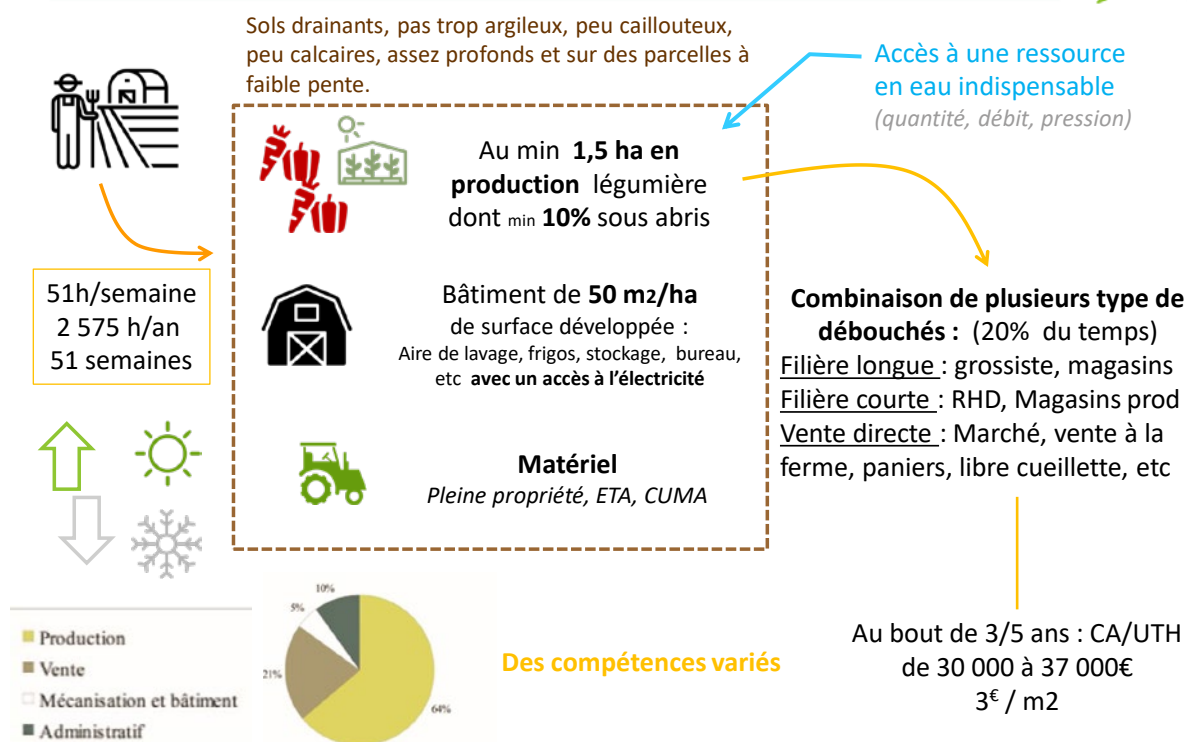 Sols drainants, pas trop argileux, peu caillouteux,
peu calcaires, assez profonds et sur des parcelles à
faible pente.
Accès à une ressource
en eau indispensable
(quantité, débit, pression)
Au min 1,5 ha en
production légumière
dont min 10% sous abris
51h/semaine
2 575 h/an
51 semaines
Bâtiment de 50 m2/ha
de surface développée :
Aire de lavage, frigos, stockage, bureau,
etc avec un accès à l'électricité
Matériel
Pleine propriété, ETA, CUMA
Combinaison de plusieurs type de
débouchés : (20% du temps)
Filière longue : grossiste, magasins
Filière courte : RHD, Magasins prod
Vente directe : Marché, vente à la
ferme, paniers, libre cueillette, etc
Production
Vente
Mécanisation et bâtiment
Administratif
10%
5%
21%
64%
Des compétences variés
Au bout de 3/5 ans : CA/UTH
de 30 000 à 37 000€
3€ / m2